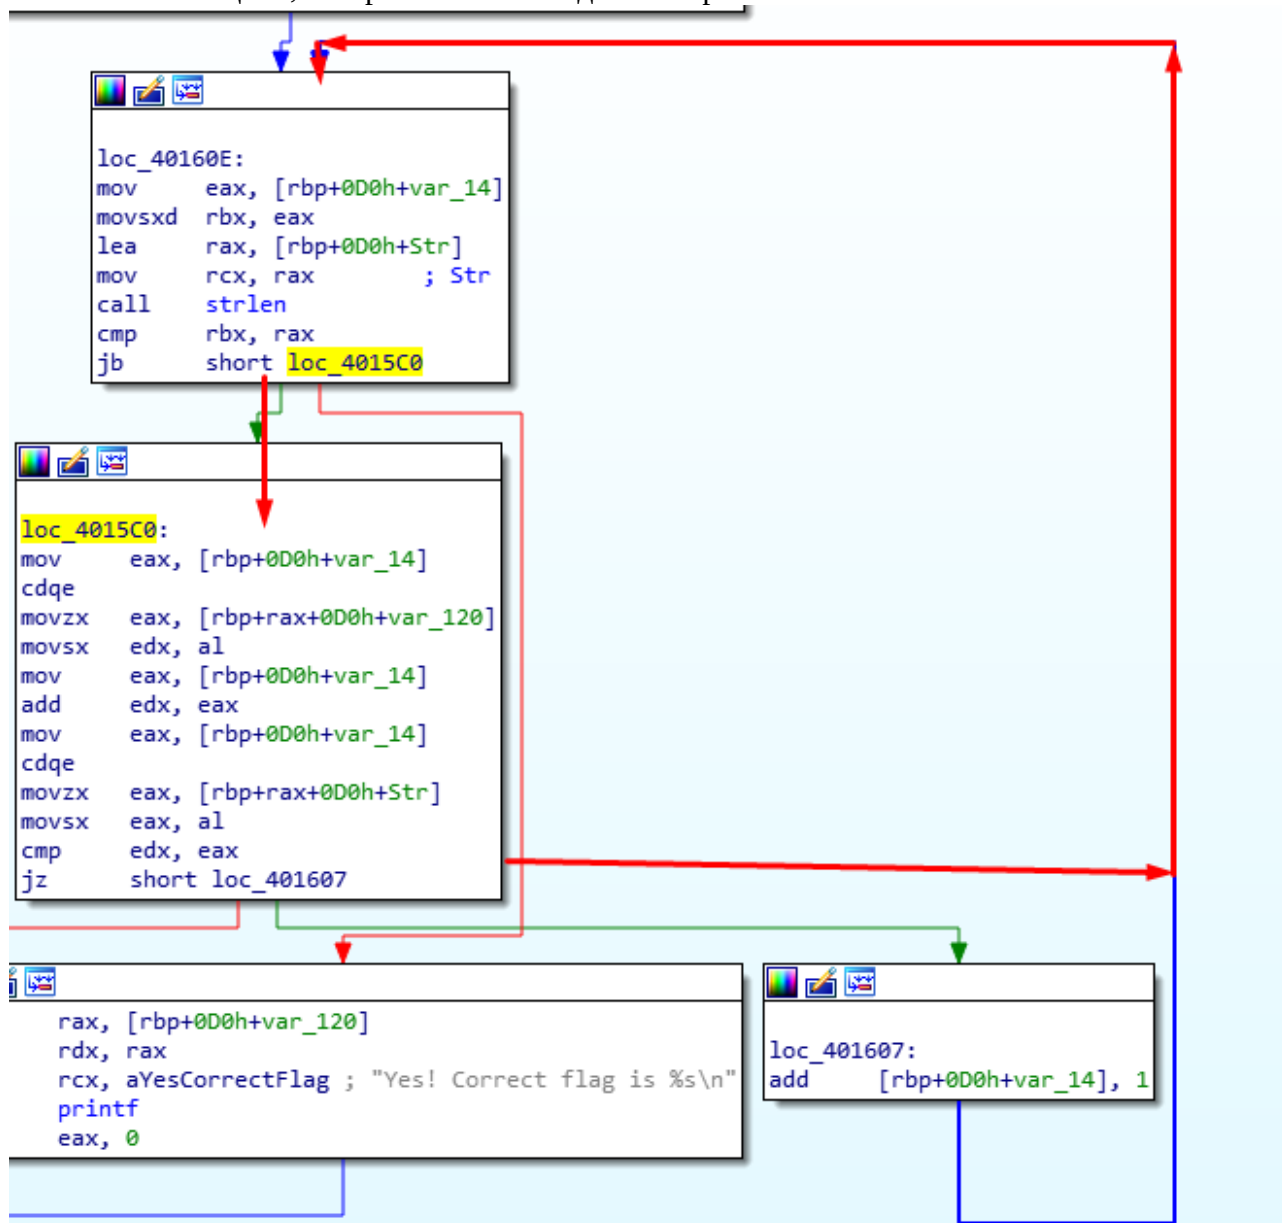 loc_40160E:
mov eax, [rbp+0D0h+var_14]
movsxd rbx, eax
lea rax, [rbp+0D0h+Str]
mov rcx, rax ; Str
call strlen
cmp rbx, rax
jb short loc_4015C0
loc_4015C0:
mov eax, [rbp+0D0h+var_14]
cdqe
movzx eax, [rbp+rax+0D0h+var_120]
movsx edx, al
mov eax, [rbp+0D0h+var_14]
add edx, eax
mov eax, [rbp+0D0h+var_14]
cdqe
movzx eax, [rbp+rax+0D0h+Str]
movsx eax, al
cmp edx, eax
jz short loc_401607
rax, [rbp+0D0h+var_120]
rdx, rax
rcx, aYesCorrectFlag ; "Yes! Correct flag is %s\n"
printf
eax, 0
loc_401607:
add [rbp+0D0h+var_14], 1